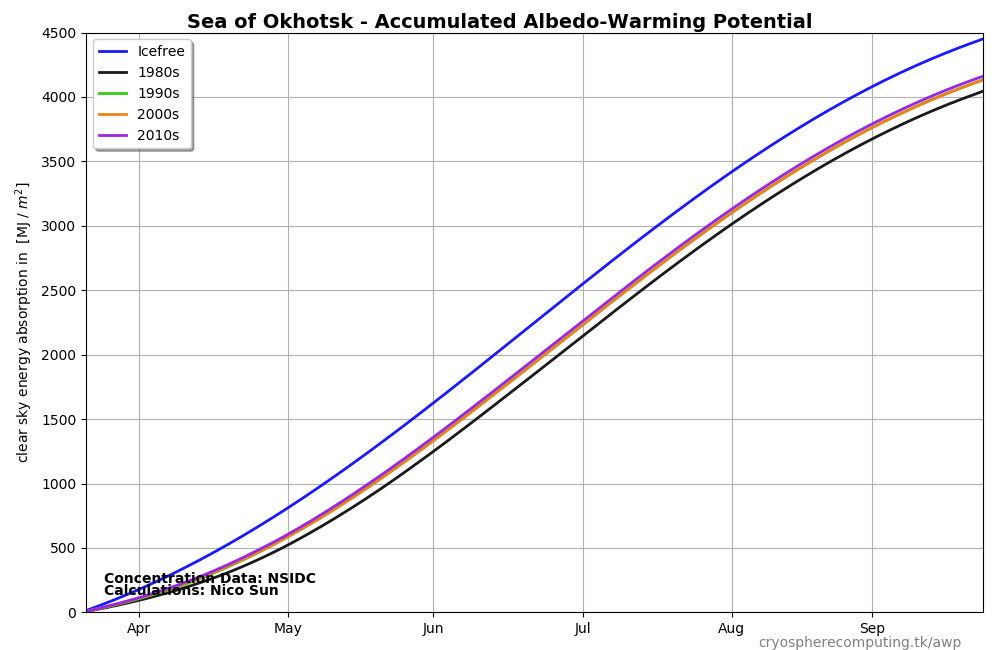 Sea of Okhotsk - Accumulated Albedo-Warming Potential
clear sky energy absorption in [MJ / m²]
4500
4000
3500
3000
2500
2000
1500
1000
500
0
Icefree
1980s
1990s
2000s
2010s
Concentration Data: NSIDC
Calculations: Nico Sun
Apr May Jun Jul Aug Sep
cryospherecomputing.tk/awp